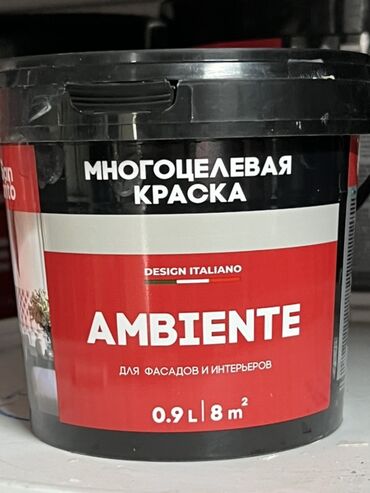 МНОГОЦЕЛЕВАЯ
КРАСКА
DESIGN ITALIANO
AMBIENTE
ДЛЯ ФАСАДОВ И ИНТЕРЬЕРОВ
0.9 L | 8 m²